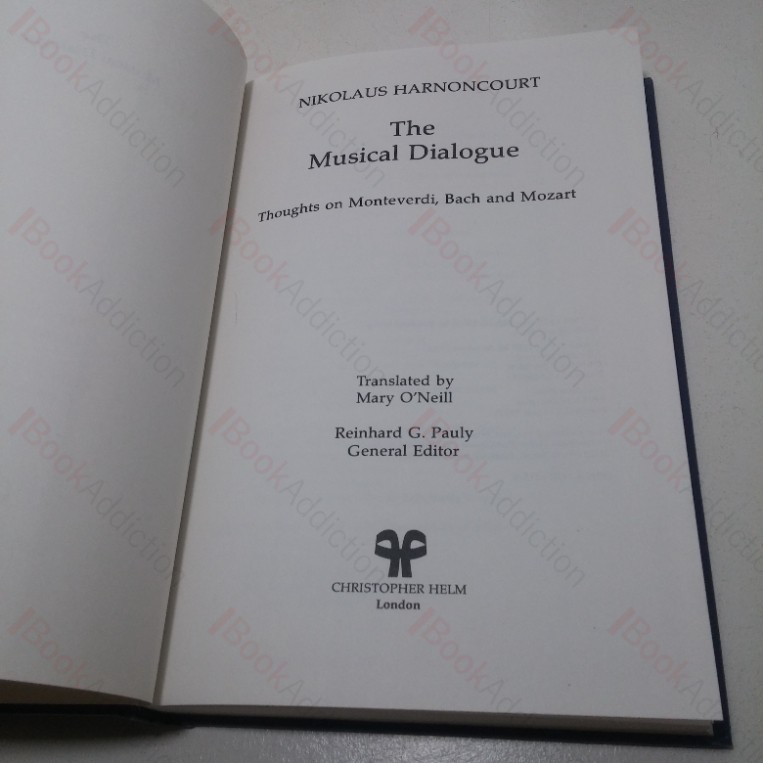 NIKOLAUS HARNONCOURT
The
Musical Dialogue
Thoughts on Monteverdi, Bach and Mozart
Translated by
Mary O'Neill
Reinhard G. Pauly
General Editor
CHRISTOPHER HELM
London
BookAddiction